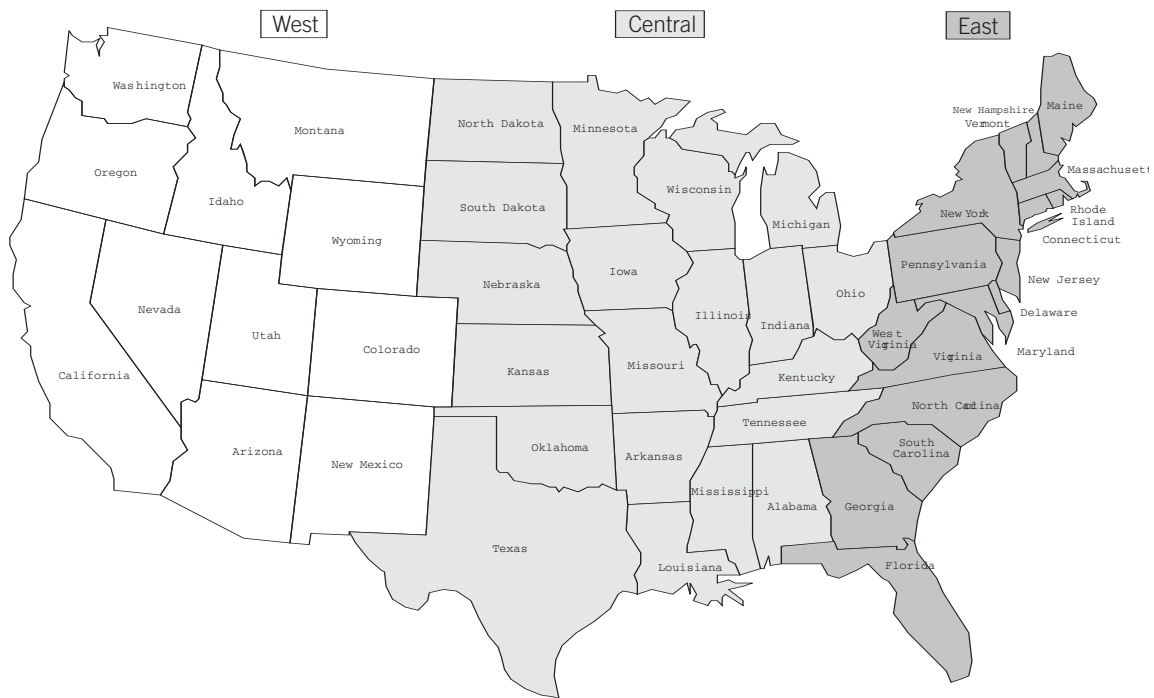 West
Central
East
Washington
Montana
North Dakota
Minnesota
New Hampshire
Vermont
Maine
Oregon
Idaho
South Dakota
Wisconsin
Michigan
Massachusett
New York
Rhode
Island
Connecticut
Wyoming
Iowa
Nebraska
Pennsylvania
New Jersey
Nevada
Utah
Colorado
Illinois
Indiana
Ohio
Delaware
West
Virginia
Virginia
Maryland
California
Kansas
Missouri
Kentucky
North Carolina
Arizona
New Mexico
Oklahoma
Arkansas
Tennessee
South
Carolina
Mississippi
Alabama
Georgia
Texas
Louisiana
Florida